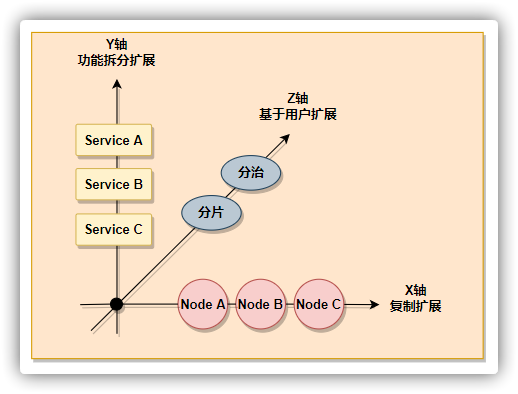 Y轴
功能拆分扩展
Z轴
基于用户扩展
Service A
分治
Service B
分片
Service C
X轴
复制扩展
Node A
Node B
Node C